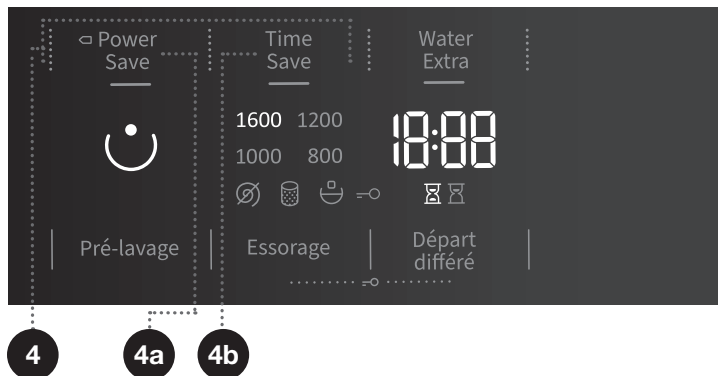 Power
Save
Time
Save
Water
Extra
1600 1200
1000 800
18:88
Pré-lavage
Essorage
Départ
différé
4
4a
4b